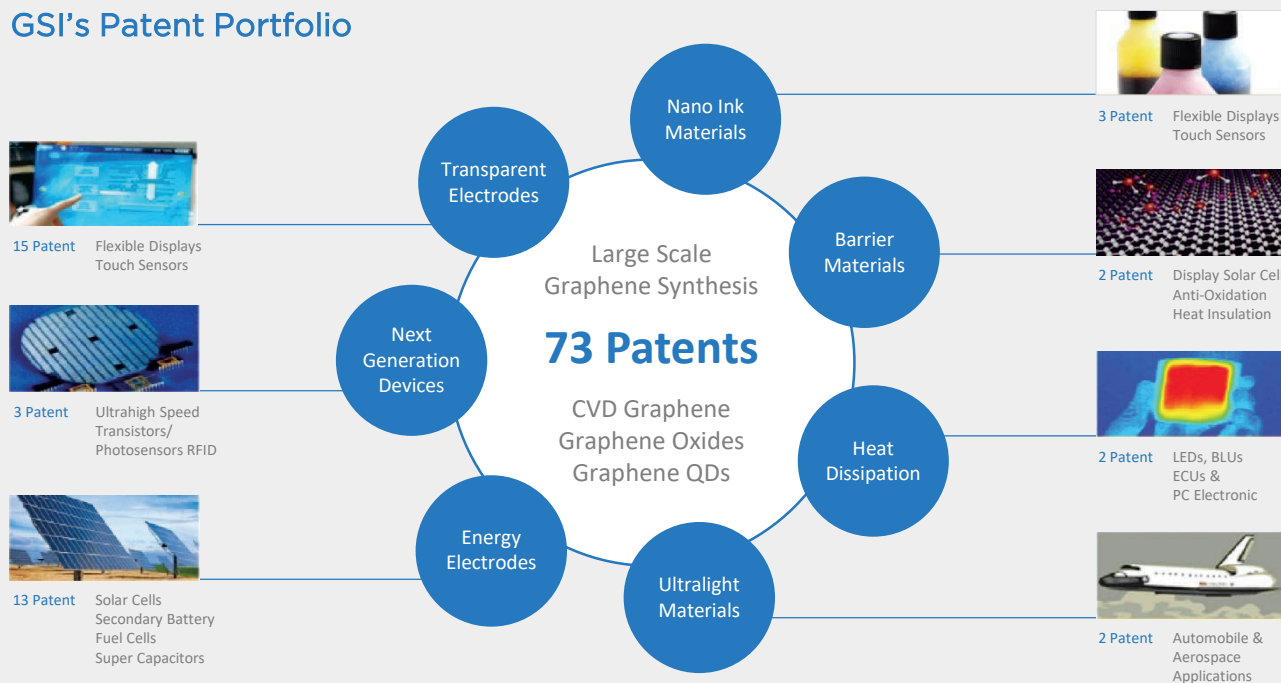 GSI's Patent Portfolio
Nano Ink
Materials
3 Patent Flexible Displays
Touch Sensors
Transparent
Electrodes
15 Patent Flexible Displays
Touch Sensors
Barrier
Materials
2 Patent Display Solar Cell
Anti-Oxidation
Heat Insulation
Large Scale
Graphene Synthesis
73 Patents
CVD Graphene
Graphene Oxides
Graphene QDs
Next
Generation
Devices
3 Patent Ultrahigh Speed
Transistors/
Photosensors RFID
Heat
Dissipation
2 Patent LEDs, BLUs
ECUs &
PC Electronic
Energy
Electrodes
13 Patent Solar Cells
Secondary Battery
Fuel Cells
Super Capacitors
Ultralight
Materials
2 Patent Automobile &
Aerospace
Applications